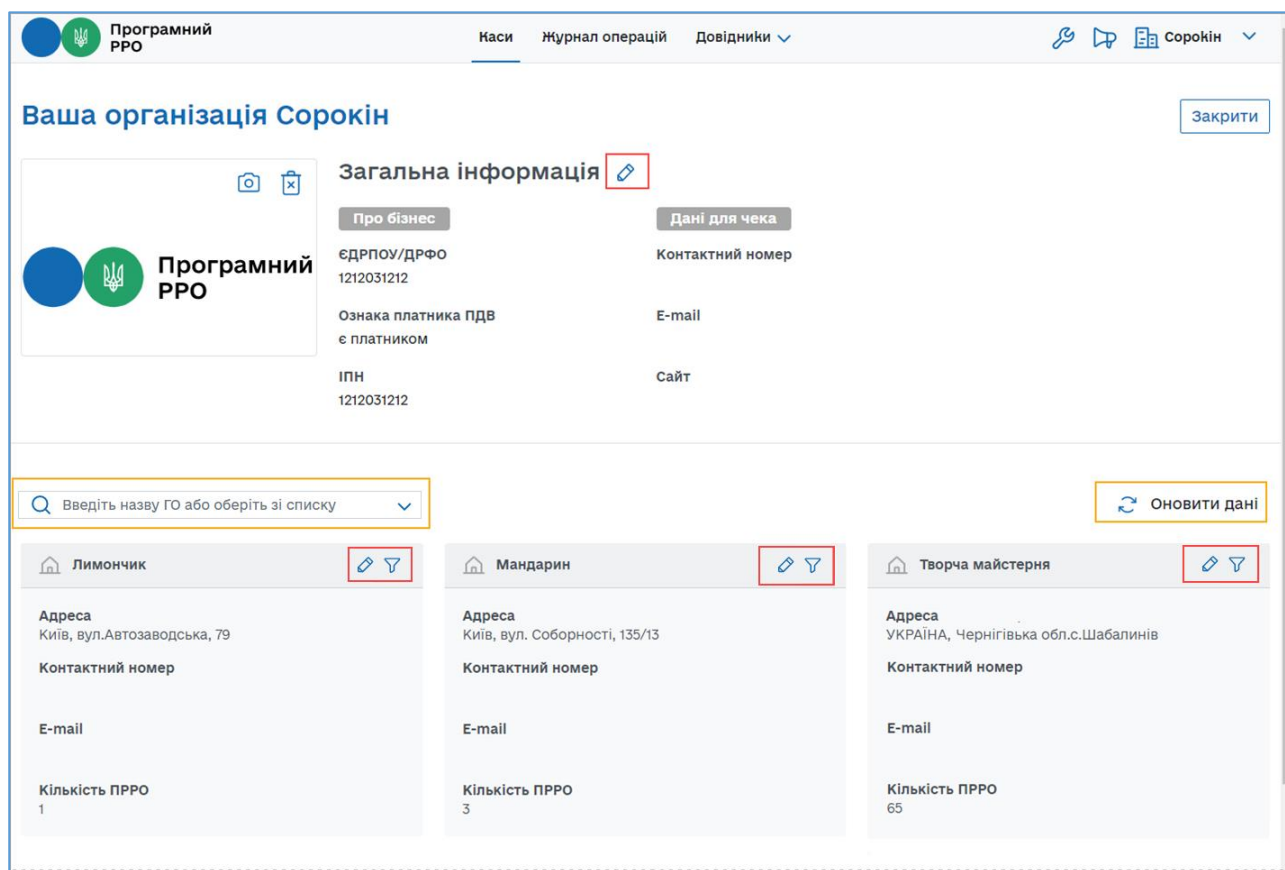 Програмний
РРО
Каси Журнал операцій Довідники Сорокін
Ваша організація Сорокін
Закрити
Загальна інформація
Про бізнес Дані для чека
Програмний
РРО
ЄДРПОУ/ДРФО Контактний номер
1212031212
Ознака платника ПДВ E-mail
є платником
ІПН Сайт
1212031212
Введіть назву ГО або оберіть зі списку Оновити дані
Лимончик Мандарин Творча майстерня
Адреса Адреса Адреса
Київ, вул.Автозаводська, 79 Київ, вул. Соборності, 135/13 УКРАЇНА, Чернігівька обл.с.Шабалинів
Контактний номер Контактний номер Контактний номер
E-mail E-mail E-mail
Кількість ПРРО Кількість ПРРО Кількість ПРРО
1 3 65